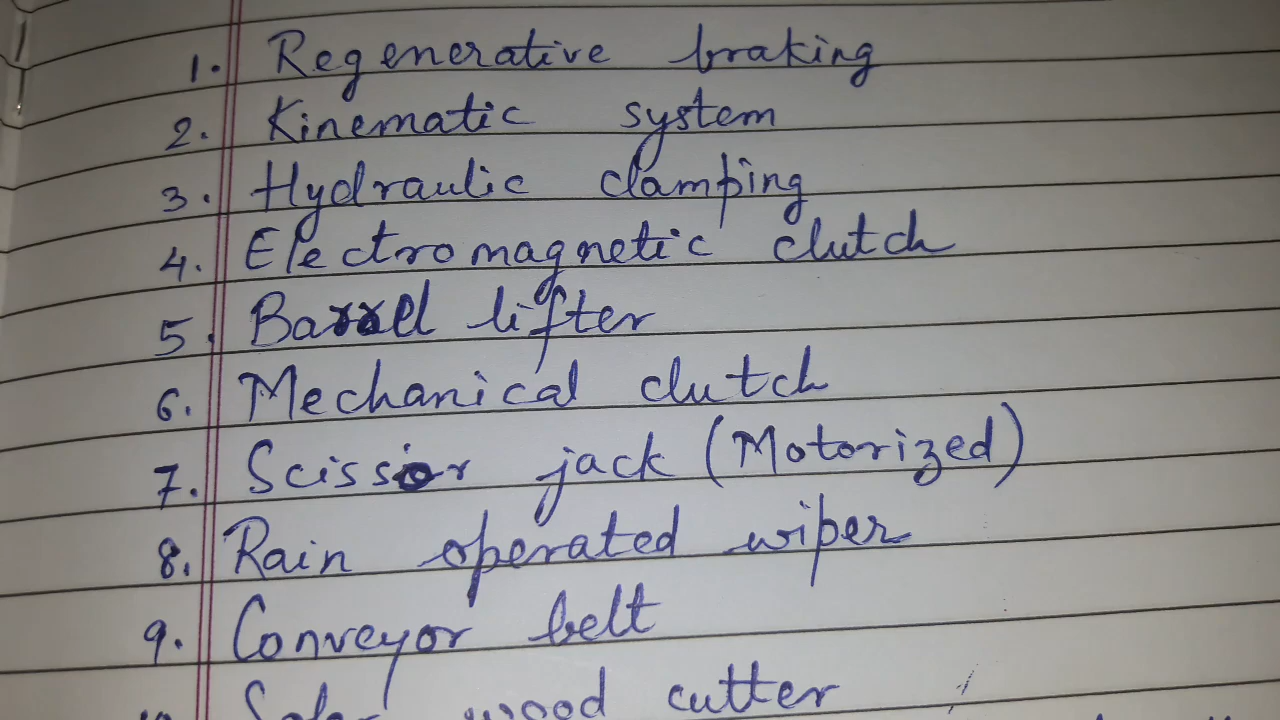 1. Regenerative braking
2. Kinematic system
3. Hydraulic clamping
4. Electromagnetic clutch
5. Barrel lifter
6. Mechanical clutch
7. Scissor jack (Motorized)
8. Rain operated wiper
9. Conveyor belt
wood cutter